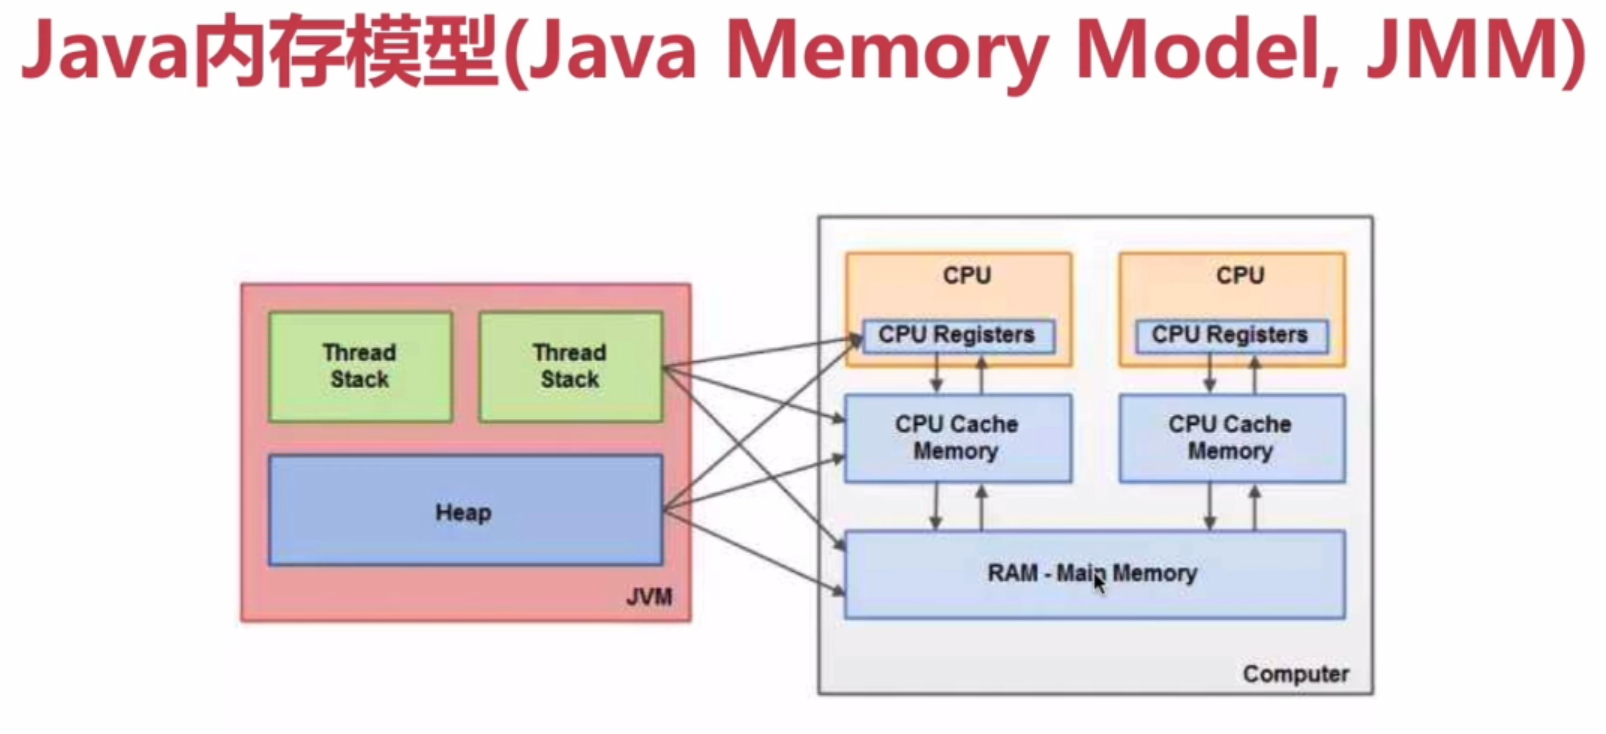 Java内存模型(Java Memory Model, JMM)
Thread
Stack
Thread
Stack
Heap
JVM
CPU
CPU Registers
CPU Cache
Memory
CPU
CPU Registers
CPU Cache
Memory
RAM - Main Memory
Computer